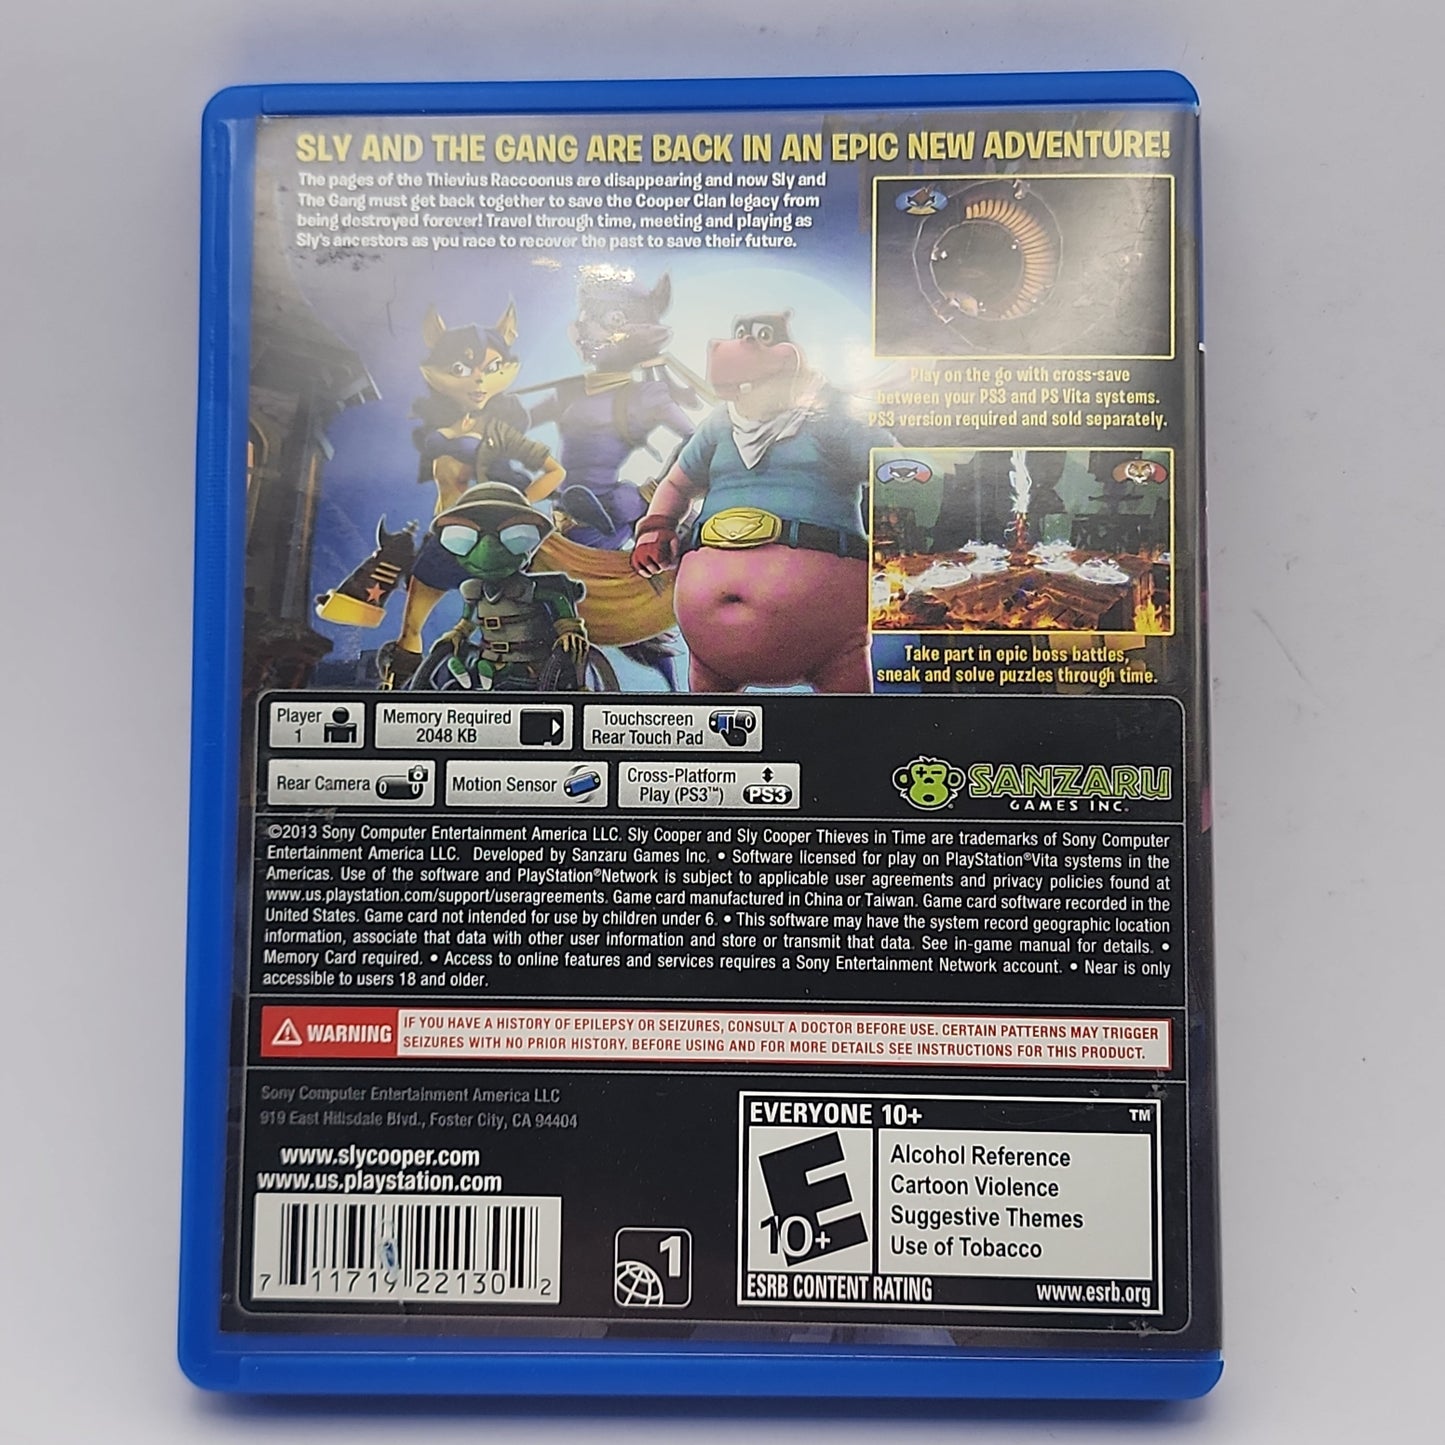 SLY AND THE GANG ARE BACK IN AN EPIC NEW ADVENTURE!
The pages of the Thievius Raccoonus are disappearing and now Sly and
The Gang must get back together to save the Cooper Clan legacy from
being destroyed forever! Travel through time, meeting and playing as
Sly's ancestors as you race to recover the past to save their future.
Play on the go with cross-save
between your PS3 and PS Vita systems.
PS3 version required and sold separately.
Take part in epic boss battles,
sneak and solve puzzles through time.
Player
1
Memory Required
2048 KB
Touchscreen
Rear Touch Pad
Rear Camera
Motion Sensor
Cross-Platform
Play (PS3™)
PS3
SANZARU
GAMES INC.
©2013 Sony Computer Entertainment America LLC. Sly Cooper and Sly Cooper Thieves in Time are trademarks of Sony Computer
Entertainment America LLC. Developed by Sanzaru Games Inc. • Software licensed for play on PlayStation®Vita systems in the
Americas. Use of the software and PlayStation®Network is subject to applicable user agreements and privacy policies found at
www.us.playstation.com/support/useragreements. Game card manufactured in China or Taiwan. Game card software recorded in the
United States. Game card not intended for use by children under 6. • This software may have the system record geographic location
information, associate that data with other user information and store or transmit that data. See in-game manual for details. •
Memory Card required. • Access to online features and services requires a Sony Entertainment Network account. • Near is only
accessible to users 18 and older.
WARNING
IF YOU HAVE A HISTORY OF EPILEPSY OR SEIZURES, CONSULT A DOCTOR BEFORE USE. CERTAIN PATTERNS MAY TRIGGER
SEIZURES WITH NO PRIOR HISTORY. BEFORE USING AND FOR MORE DETAILS SEE INSTRUCTIONS FOR THIS PRODUCT.
Sony Computer Entertainment America LLC
919 East Hillsdale Blvd., Foster City, CA 94404
www.slycooper.com
www.us.playstation.com
7 11719 22130 2
1
EVERYONE 10+ ™
E
10+
Alcohol Reference
Cartoon Violence
Suggestive Themes
Use of Tobacco
ESRB CONTENT RATING www.esrb.org